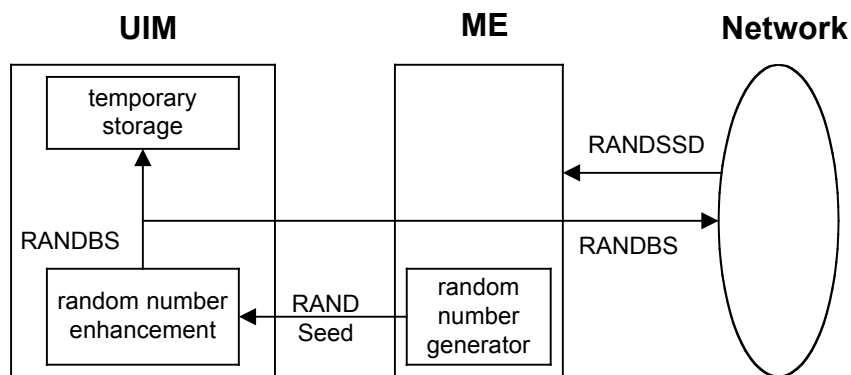 UIM
ME
Network
temporary
storage
RANDSSD
RANDBS
RANDBS
random number
enhancement
RAND
Seed
random
number
generator